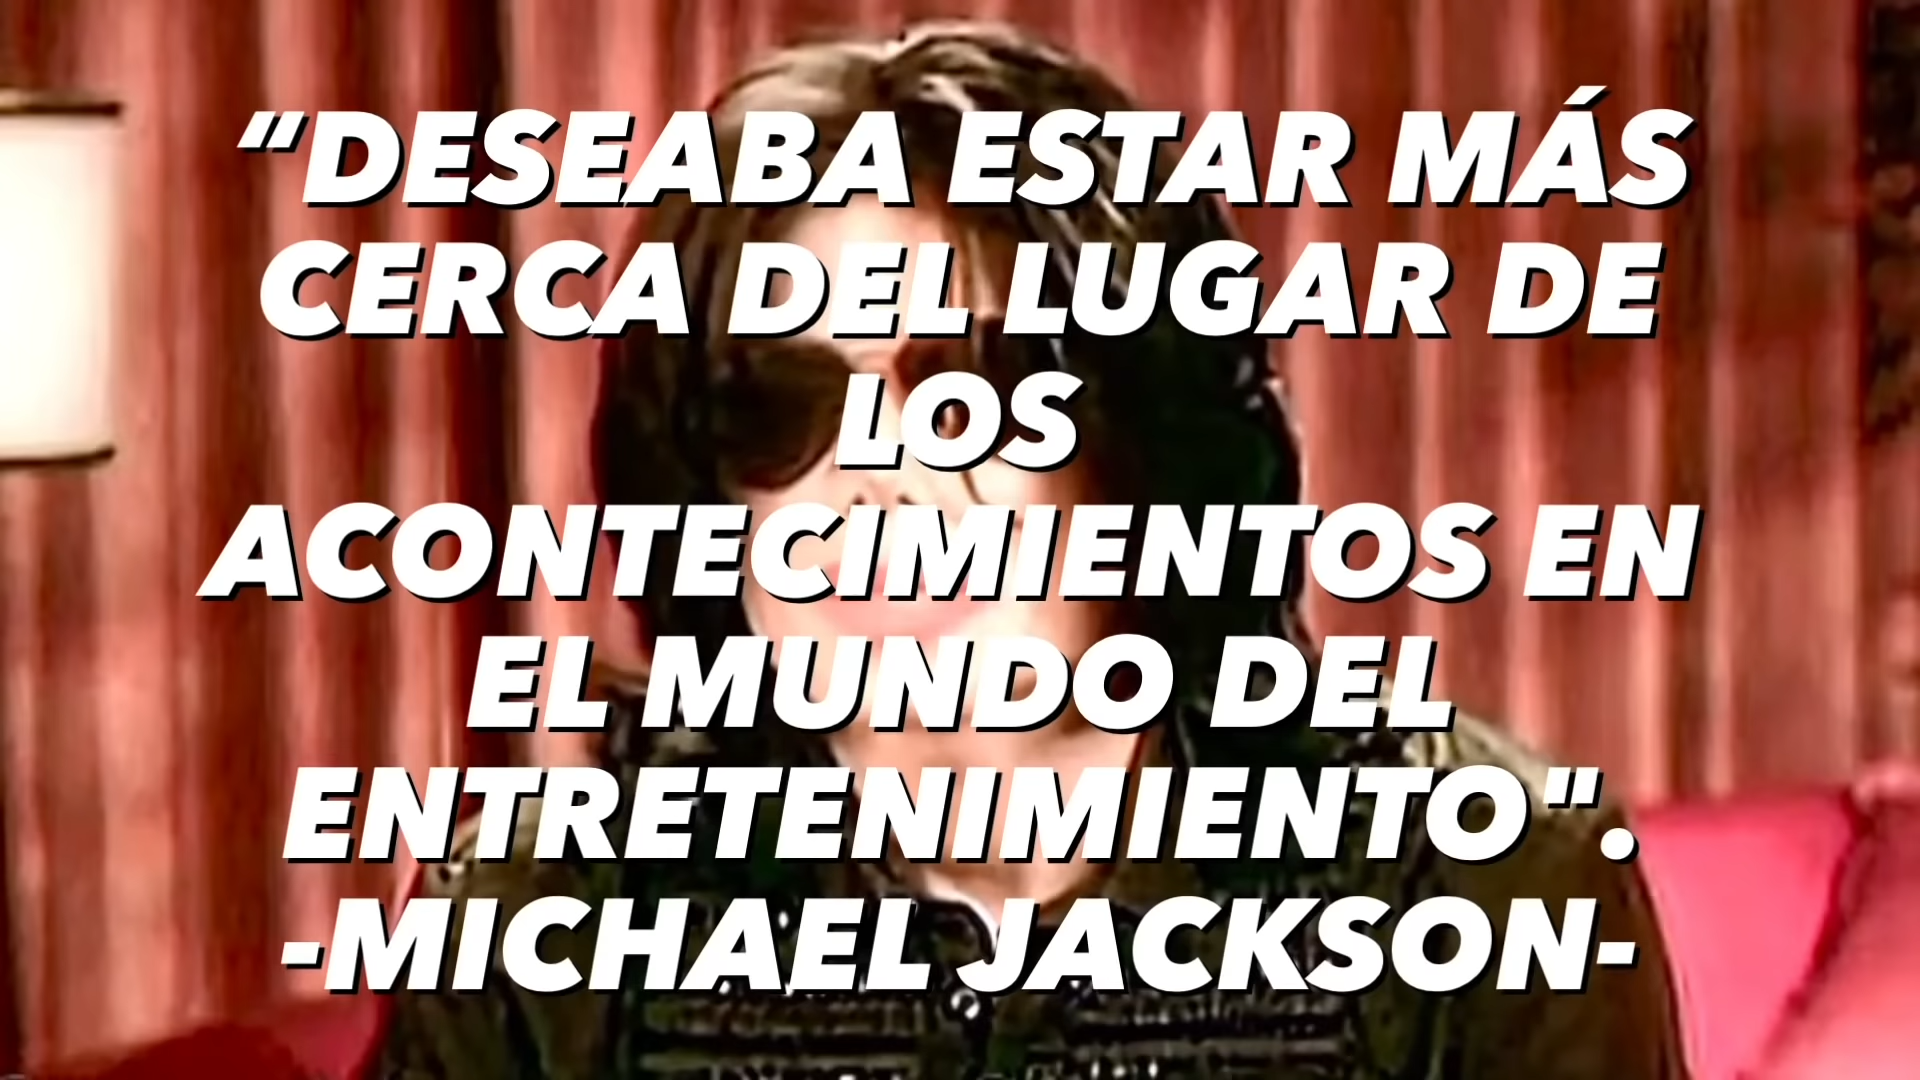 “DESEABA ESTAR MÁS
CERCA DEL LUGAR DE
LOS
ACONTECIMIENTOS EN
EL MUNDO DEL
ENTRETENIMIENTO".
-MICHAEL JACKSON-